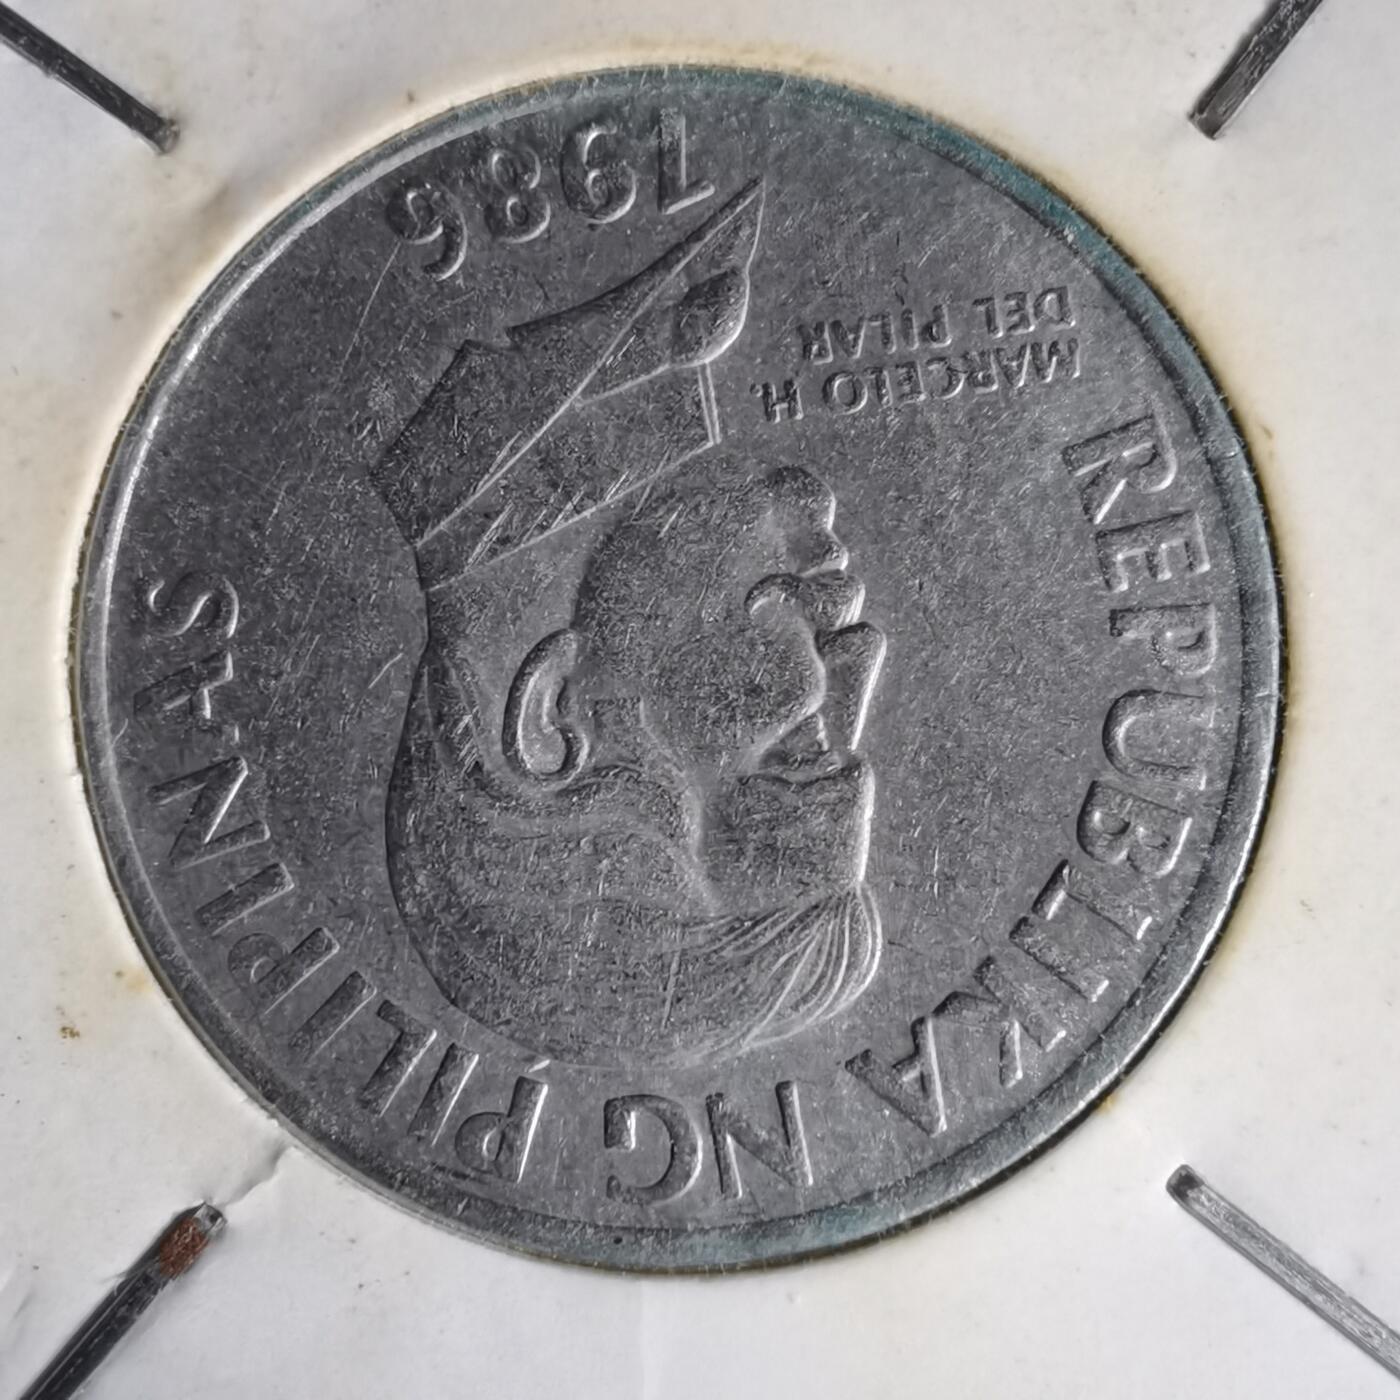 REPUBLIKA NG PILIPINAS
MARCELO H.
DEL PILAR
1986